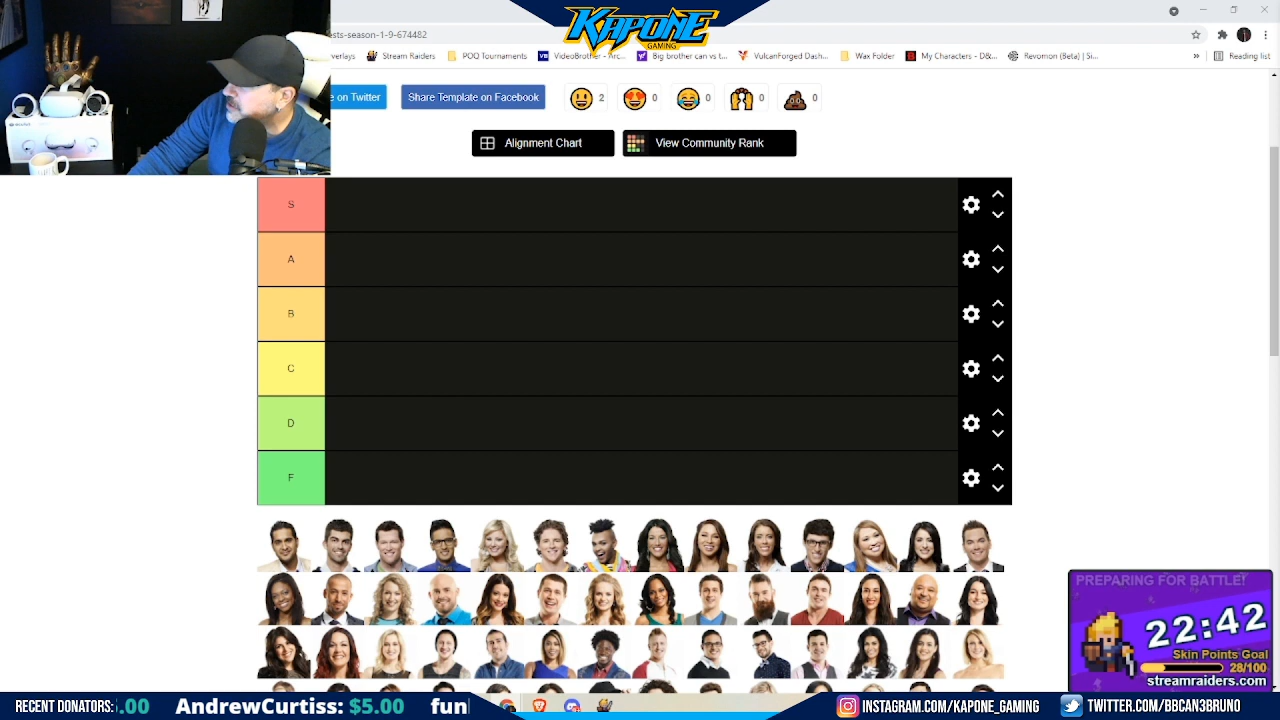 KAPONE
GAMING
sts-season-1-9-674482
erlays
Stream Raiders
POD Tournaments
VideoBrother - Arc...
Big brother can vs t...
VulcanForged Dash...
Wax Folder
My Characters - D&...
Revomon (Beta) | Si...
»
Reading list
e on Twitter
Share Template on Facebook
2
0
0
0
0
Alignment Chart
View Community Rank
S
A
B
C
D
F
PREPARING FOR BATTLE!
22:42
Skin Points Goal
28/100
streamraiders.com
RECENT DONATORS: .00 AndrewCurtiss: $5.00 fun
INSTAGRAM.COM/KAPONE_GAMING
TWITTER.COM/BBCAN3BRUNO